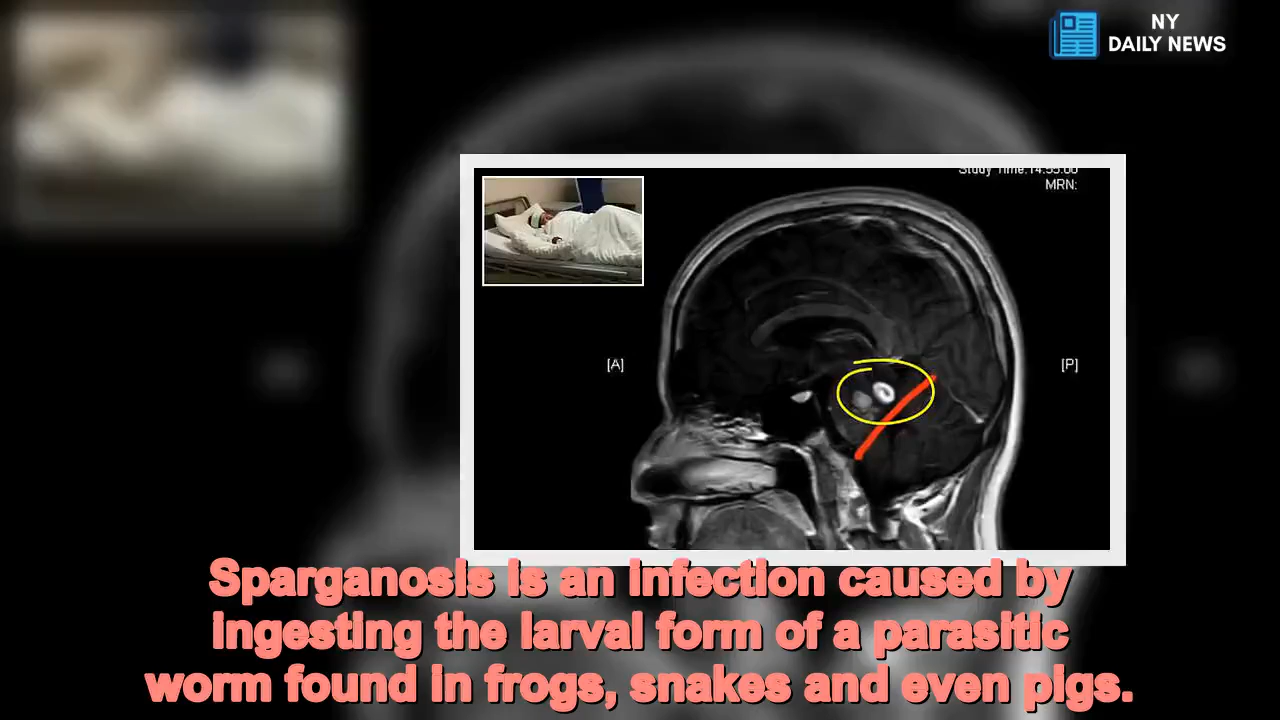 NY
DAILY NEWS
Study Time:14:55:00
MRN:
[A]
[P]
Sparganosis is an infection caused by
ingesting the larval form of a parasitic
worm found in frogs, snakes and even pigs.